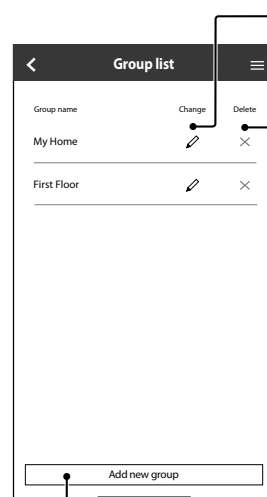 Group list
Group name Change Delete
My Home
First Floor
Add new group